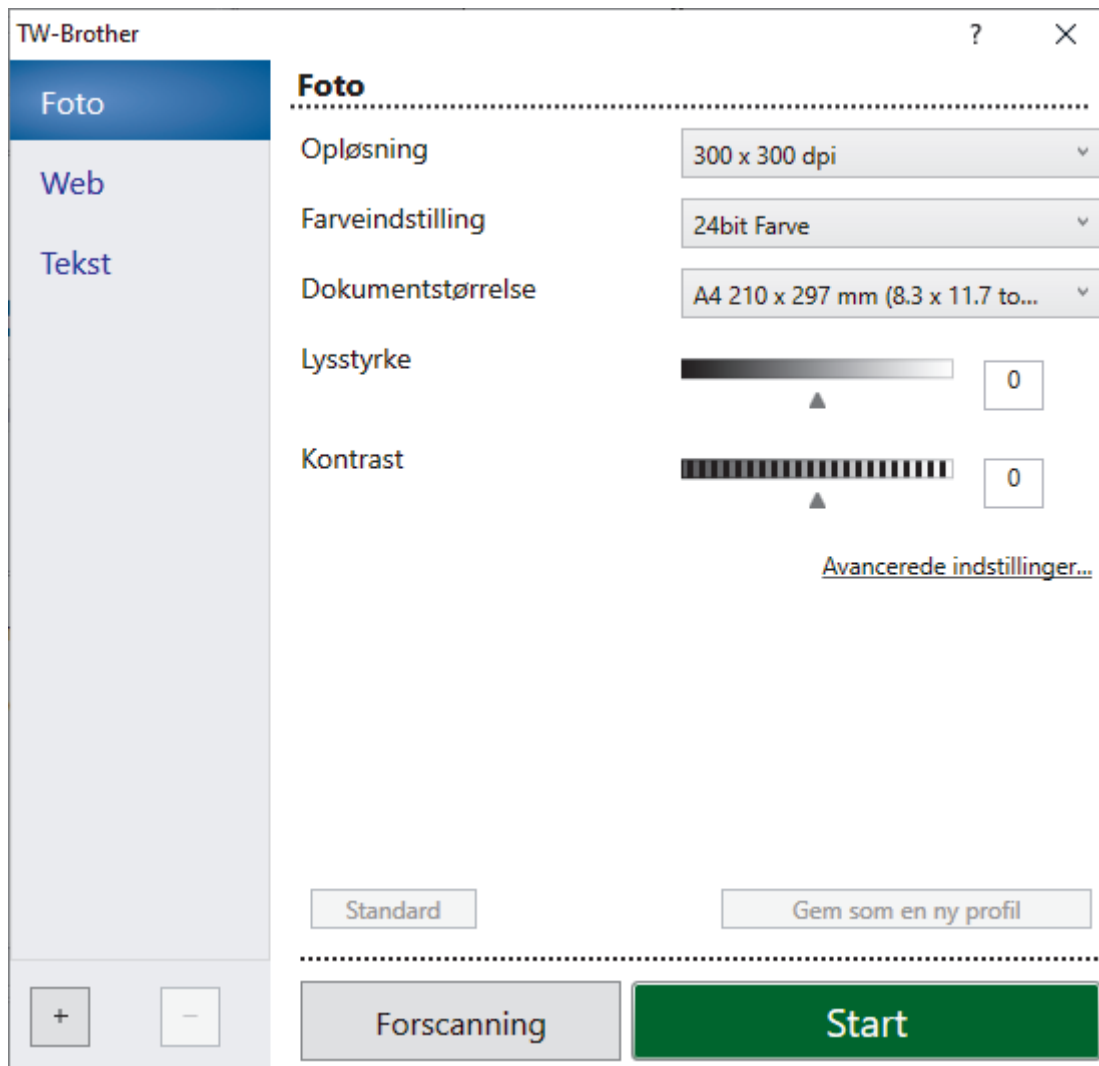 TW-Brother
?
Foto
Web
Tekst
Foto
Opløsning
300 x 300 dpi
Farveindstilling
24bit Farve
Dokumentstørrelse
A4 210 x 297 mm (8.3 x 11.7 to...
Lysstyrke
0
Kontrast
0
Avancerede indstillinger...
Standard
Gem som en ny profil
+
−
Forscanning
Start